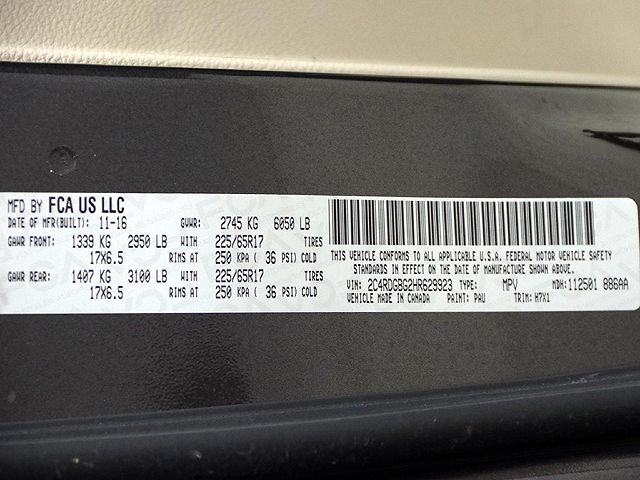 MFD BY FCA US LLC
DATE OF MFR(BUILT): 11-16 GVWR: 2745 KG 6050 LB
GAWR FRONT: 1339 KG 2950 LB WITH 225/65R17 TIRES
17X6.5 RIMS AT 250 KPA ( 36 PSI) COLD
GAWR REAR: 1407 KG 3100 LB WITH 225/65R17 TIRES
17X6.5 RIMS AT 250 KPA ( 36 PSI) COLD
THIS VEHICLE CONFORMS TO ALL APPLICABLE U.S.A. FEDERAL MOTOR VEHICLE SAFETY
STANDARDS IN EFFECT ON THE DATE OF MANUFACTURE SHOWN ABOVE.
VIN: 2C4RDGBG2HR629923 TYPE: MPV MDH: 112501 886AA
VEHICLE MADE IN CANADA PAINT: PAU TRIM: H7X1